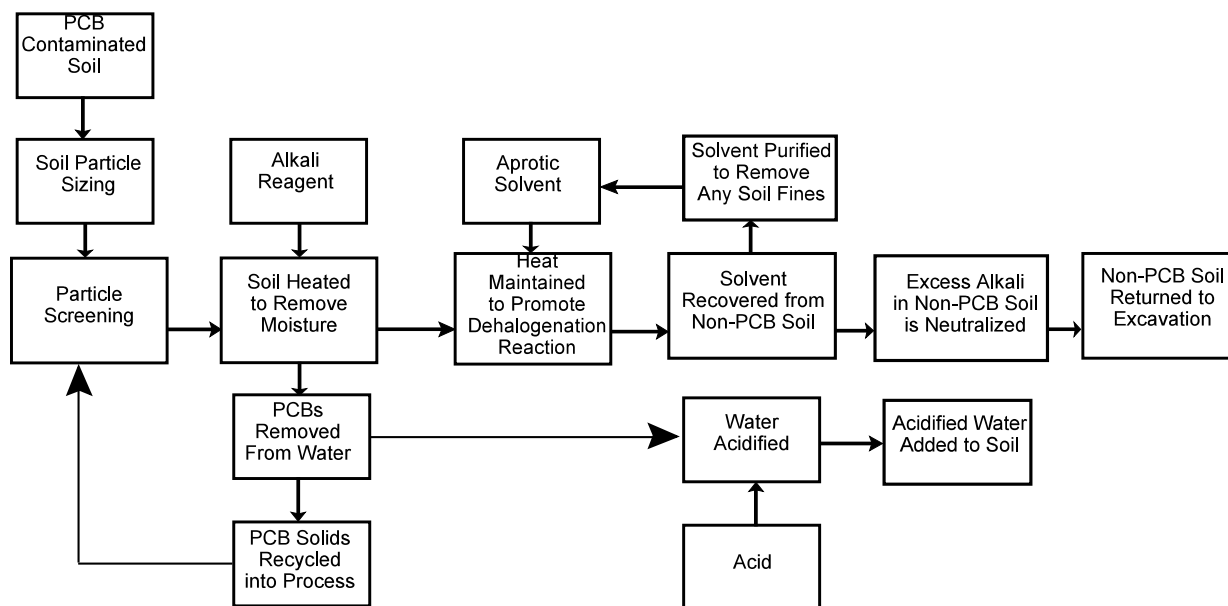 PCB
Contaminated
Soil
Soil Particle
Sizing
Alkali
Reagent
Aprotic
Solvent
Solvent Purified
to Remove
Any Soil Fines
Particle
Screening
Soil Heated
to Remove
Moisture
Heat
Maintained
to Promote
Dehalogenation
Reaction
Solvent
Recovered from
Non-PCB Soil
Excess Alkali
in Non-PCB Soil
is Neutralized
Non-PCB Soil
Returned to
Excavation
PCBs
Removed
From Water
Water
Acidified
Acidified Water
Added to Soil
PCB Solids
Recycled
into Process
Acid